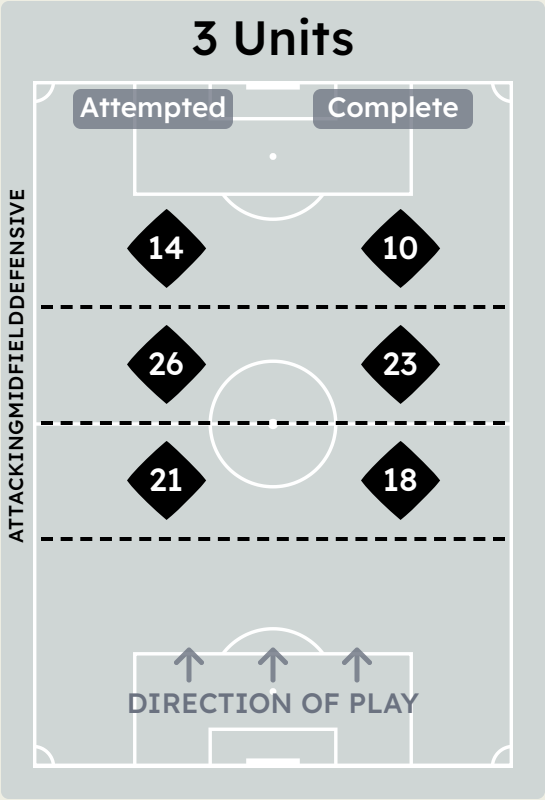 3 Units
Attempted Complete
14 10
26 23
21 18
ATTACKINGMIDFIELDDEFENSIVE
DIRECTION OF PLAY